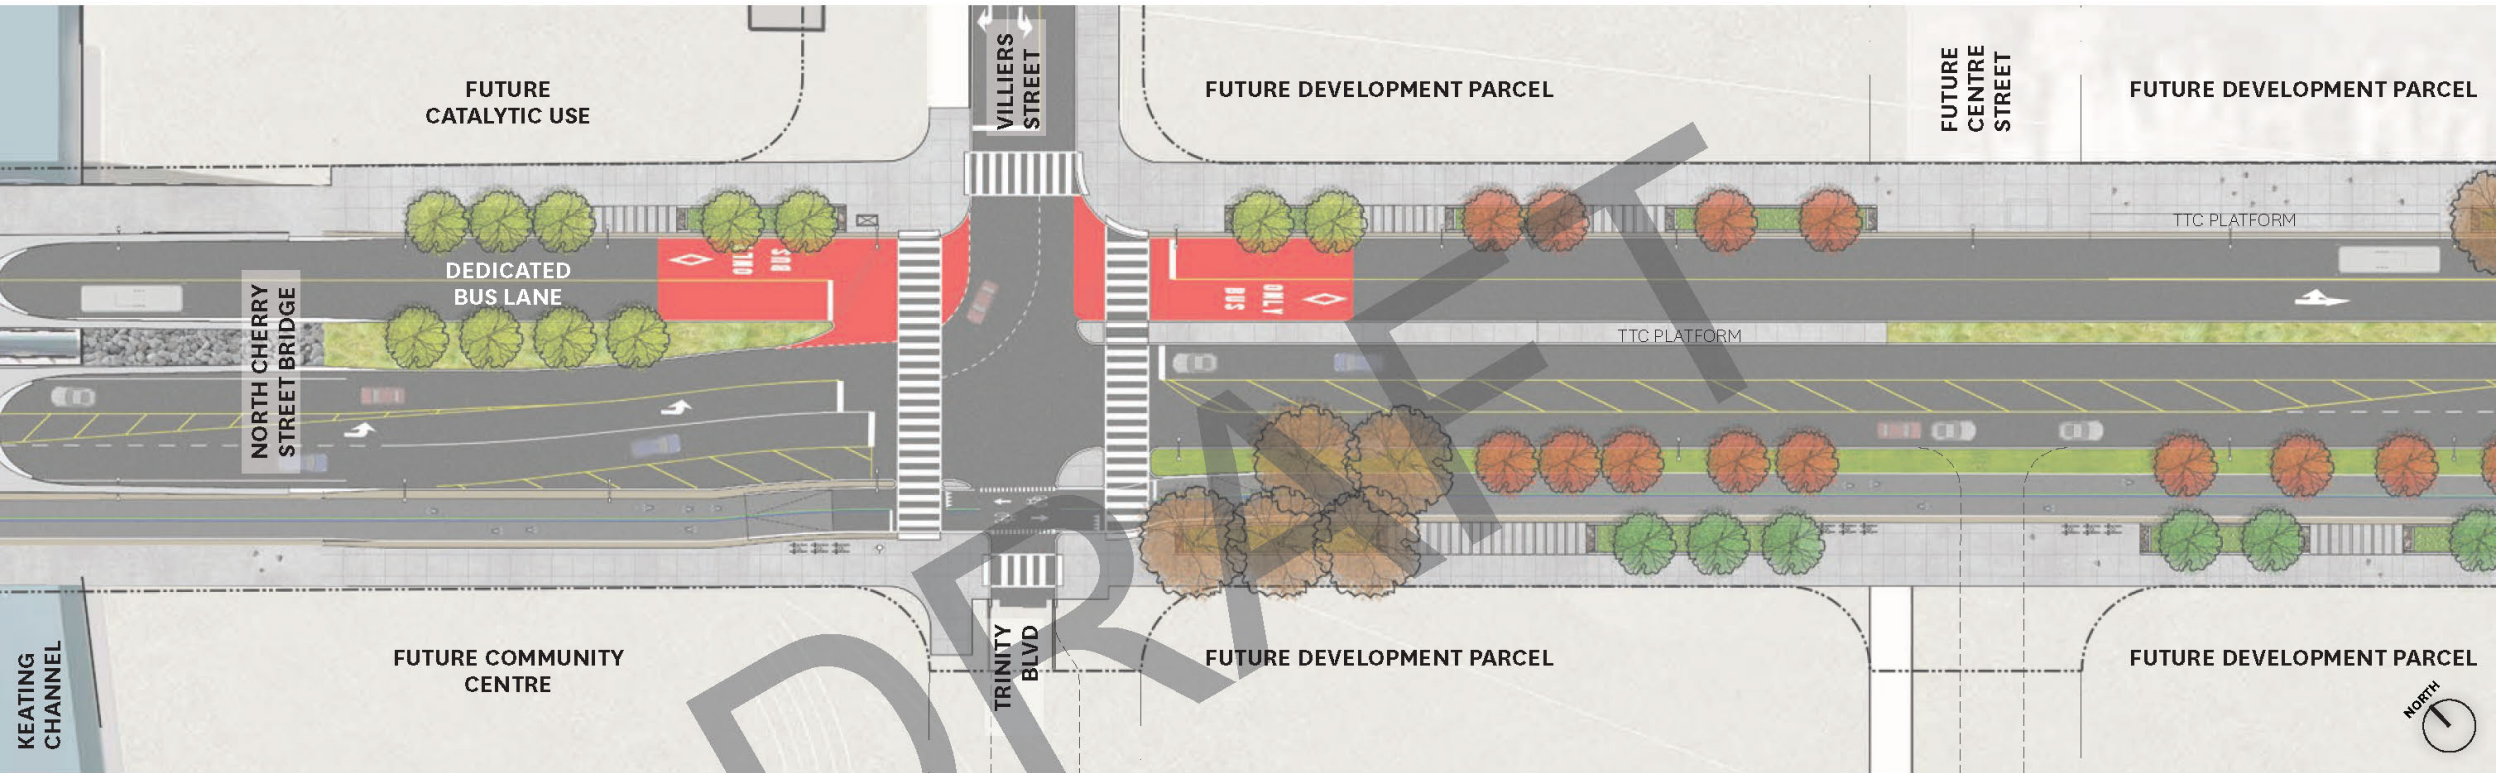 FUTURE
CATALYTIC USE
VILLIERS
STREET
FUTURE DEVELOPMENT PARCEL
FUTURE
CENTRE
STREET
FUTURE DEVELOPMENT PARCEL
TTC PLATFORM
DEDICATED
BUS LANE
ONLY
BUS
ONLY
BUS
TTC PLATFORM
NORTH CHERRY
STREET BRIDGE
DRAFT
KEATING
CHANNEL
FUTURE COMMUNITY
CENTRE
TRINITY
BLVD
FUTURE DEVELOPMENT PARCEL
FUTURE DEVELOPMENT PARCEL
NORTH